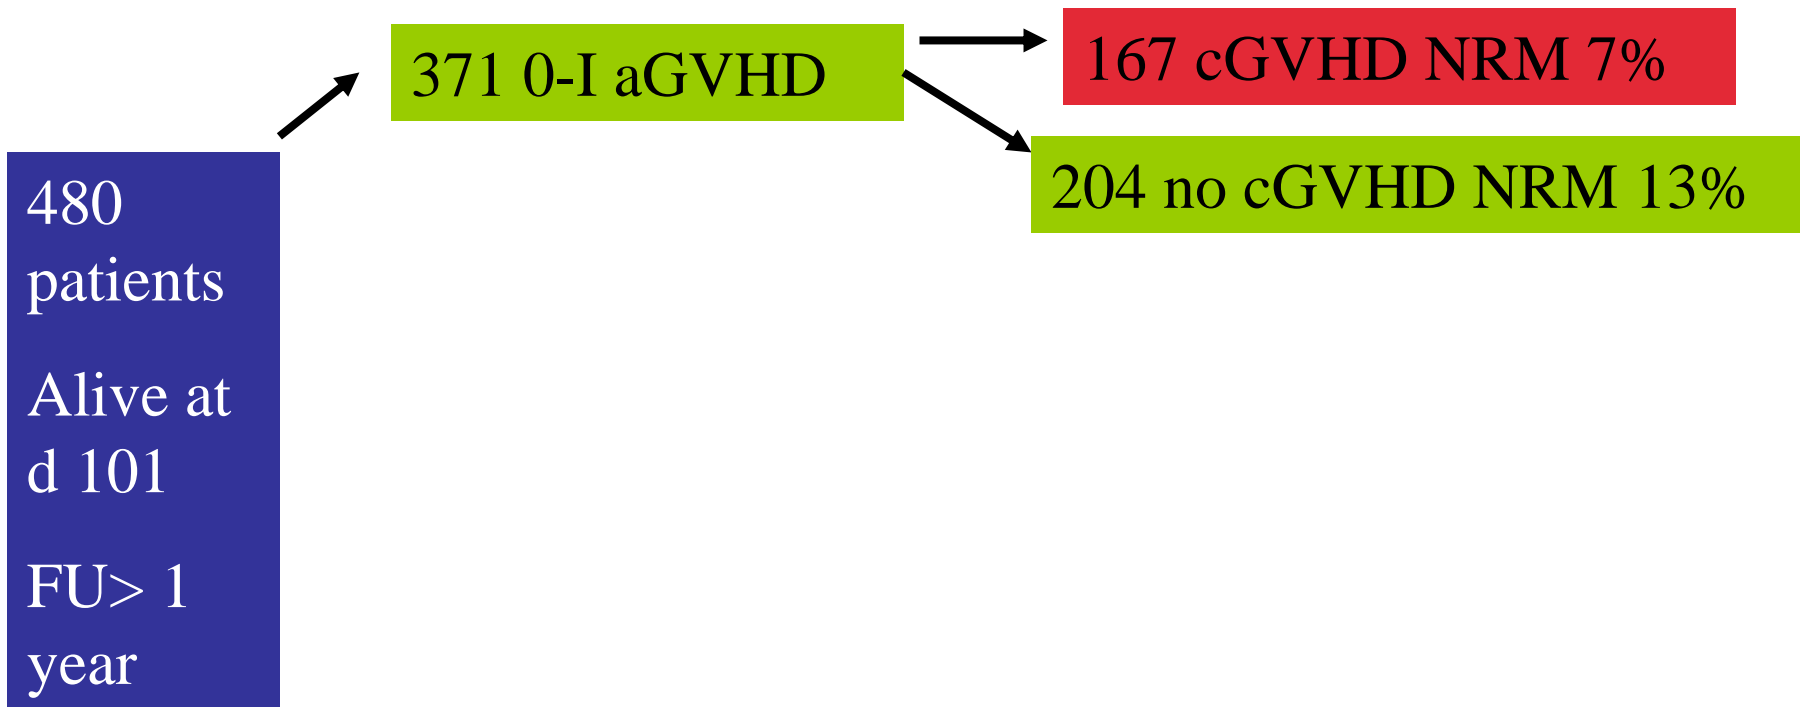 480
patients
Alive at
d 101
FU> 1
year
371 0-I aGVHD
167 cGVHD NRM 7%
204 no cGVHD NRM 13%